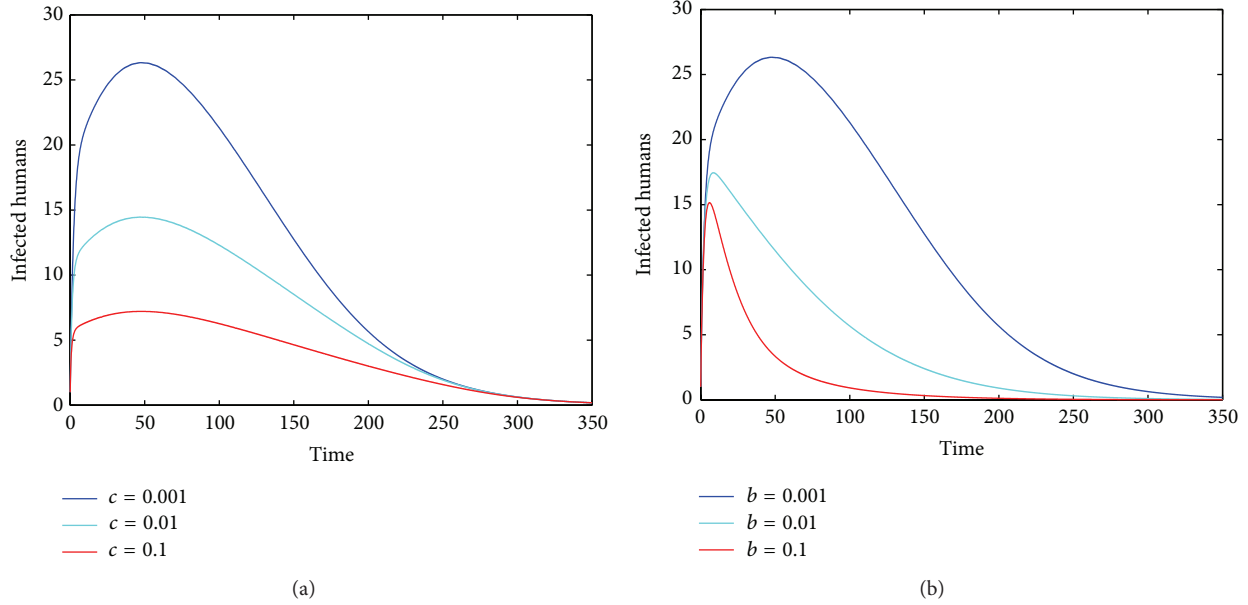 30
25
20
15
10
5
0
Infected humans
0 50 100 150 200 250 300 350
Time
c = 0.001
c = 0.01
c = 0.1
(a)
30
25
20
15
10
5
0
Infected humans
0 50 100 150 200 250 300 350
Time
b = 0.001
b = 0.01
b = 0.1
(b)